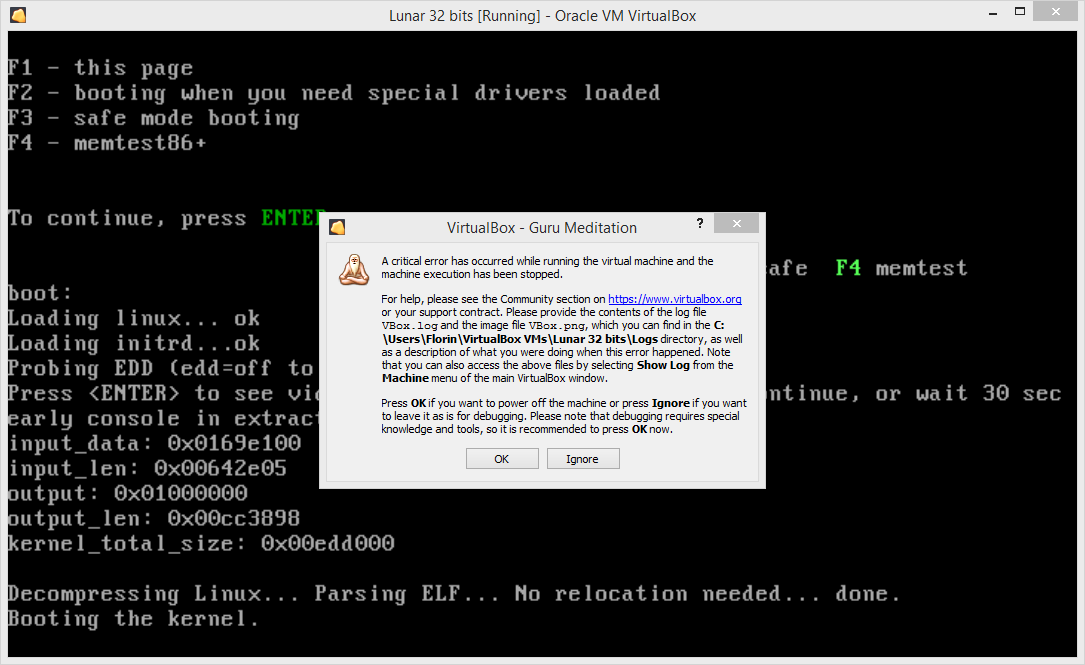 Lunar 32 bits [Running] - Oracle VM VirtualBox
F1 - this page
F2 - booting when you need special drivers loaded
F3 - safe mode booting
F4 - memtest86+
To continue, press ENTER
VirtualBox - Guru Meditation
A critical error has occurred while running the virtual machine and the
machine execution has been stopped.
For help, please see the Community section on https://www.virtualbox.org
or your support contract. Please provide the contents of the log file
VBox.log and the image file VBox.png, which you can find in the C:
\Users\Florin\VirtualBox VMs\Lunar 32 bits\Logs directory, as well
as a description of what you were doing when this error happened. Note
that you can also access the above files by selecting Show Log from the
Machine menu of the main VirtualBox window.
Press OK if you want to power off the machine or press Ignore if you want
to leave it as is for debugging. Please note that debugging requires special
knowledge and tools, so it is recommended to press OK now.
OK Ignore
F4 memtest
boot:
Loading linux... ok
Loading initrd...ok
Probing EDD (edd=off to
Press <ENTER> to see or wait 30 sec
early console in
input_data: 0x0169e100
input_len: 0x00642e05
output: 0x01000000
output_len: 0x00cc3898
kernel_total_size: 0x00edd000
Decompressing Linux... Parsing ELF... No relocation needed... done.
Booting the kernel.